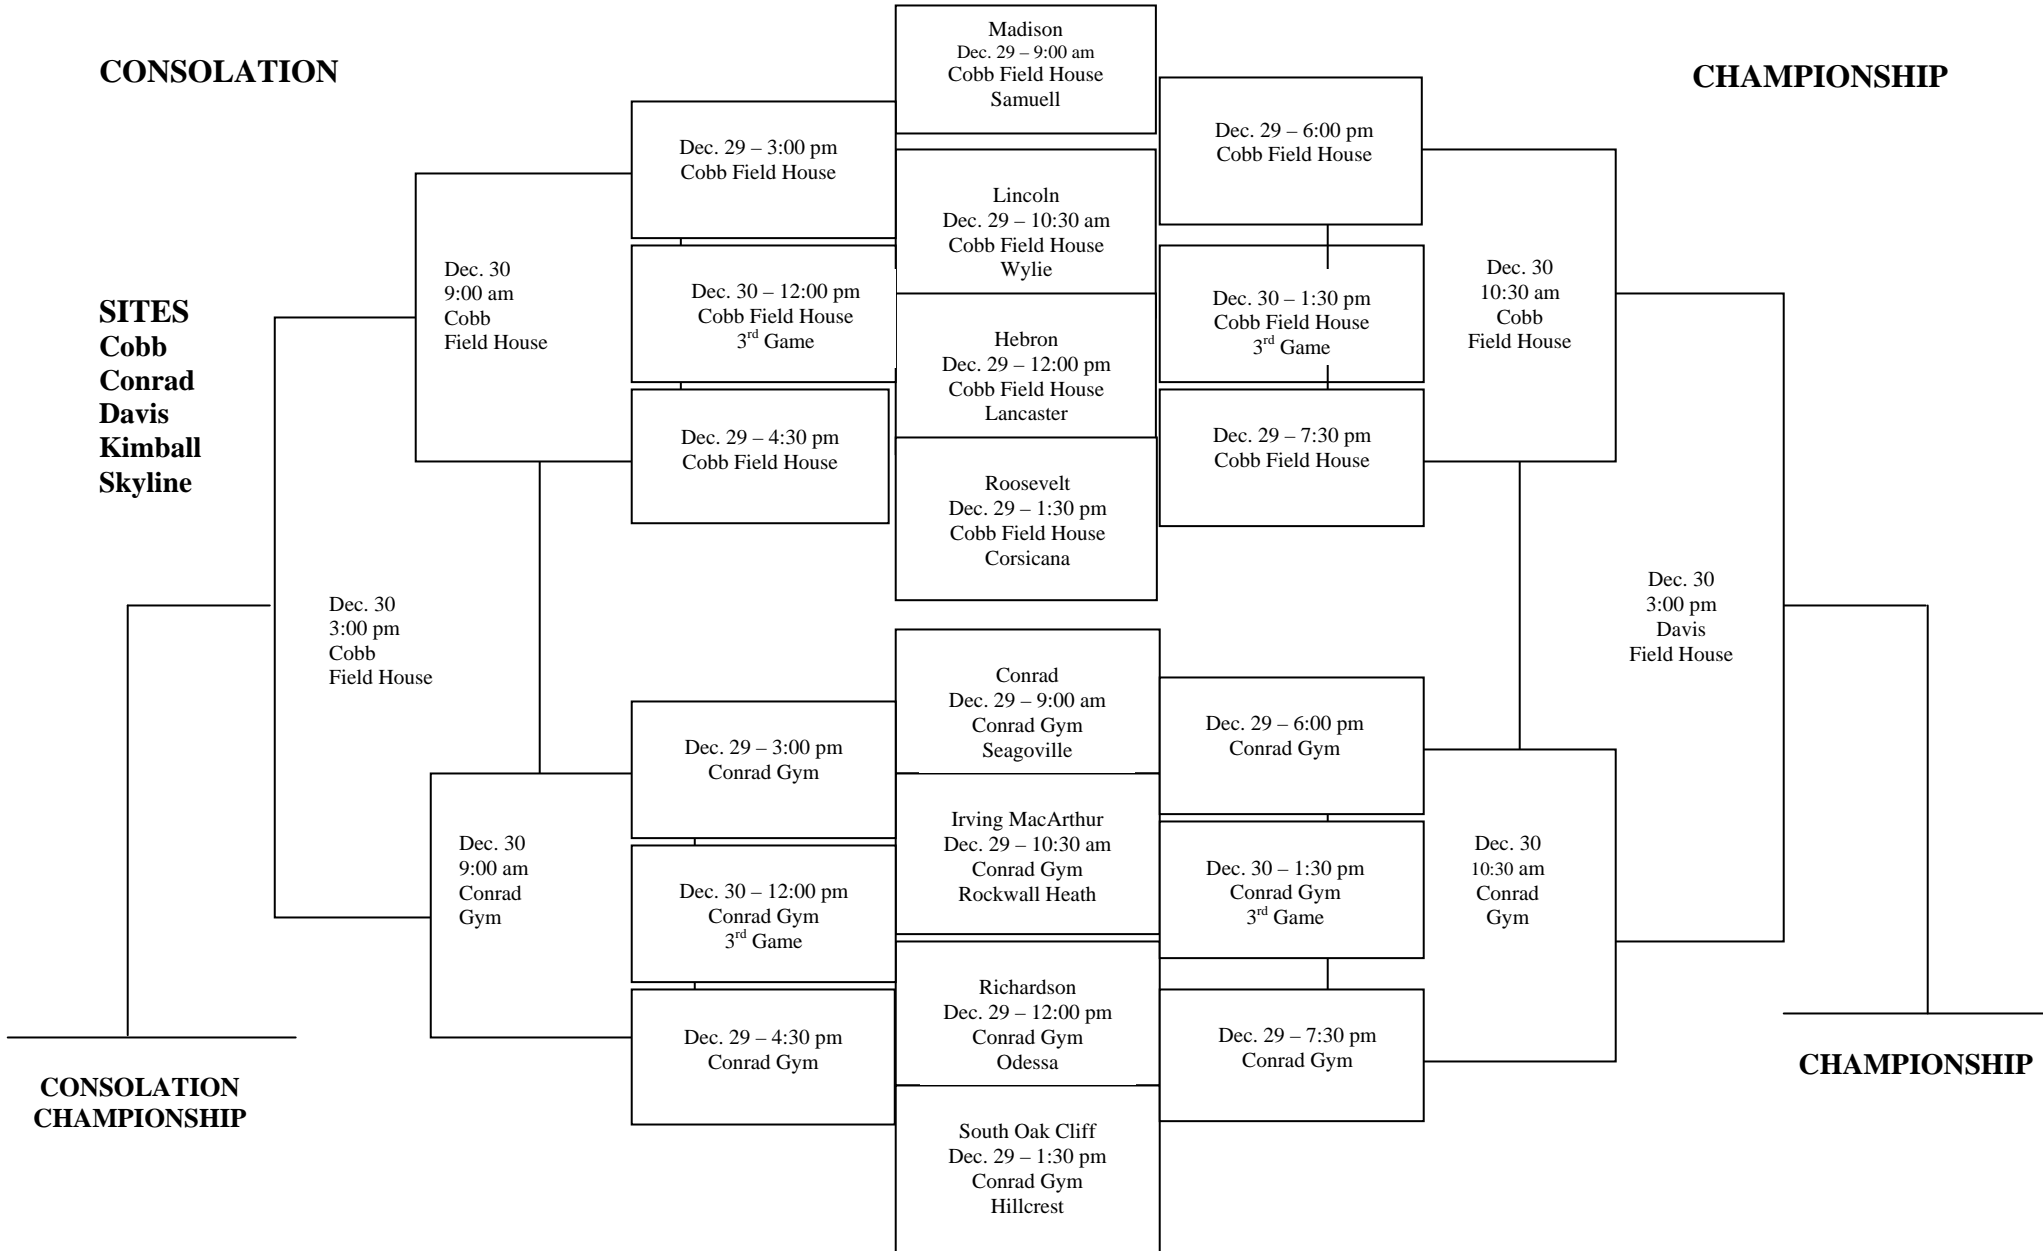 CONSOLATION
CHAMPIONSHIP
SITES
Cobb
Conrad
Davis
Kimball
Skyline
Dec. 30
3:00 pm
Cobb
Field House
CONSOLATION
CHAMPIONSHIP
Dec. 30
9:00 am
Cobb
Field House
Dec. 30
9:00 am
Conrad
Gym
Dec. 29 – 3:00 pm
Cobb Field House
Dec. 30 – 12:00 pm
Cobb Field House
3rd Game
Dec. 29 – 4:30 pm
Cobb Field House
Dec. 29 – 3:00 pm
Conrad Gym
Dec. 30 – 12:00 pm
Conrad Gym
3rd Game
Dec. 29 – 4:30 pm
Conrad Gym
Madison
Dec. 29 – 9:00 am
Cobb Field House
Samuell
Lincoln
Dec. 29 – 10:30 am
Cobb Field House
Wylie
Hebron
Dec. 29 – 12:00 pm
Cobb Field House
Lancaster
Roosevelt
Dec. 29 – 1:30 pm
Cobb Field House
Corsicana
Conrad
Dec. 29 – 9:00 am
Conrad Gym
Seagoville
Irving MacArthur
Dec. 29 – 10:30 am
Conrad Gym
Rockwall Heath
Richardson
Dec. 29 – 12:00 pm
Conrad Gym
Odessa
South Oak Cliff
Dec. 29 – 1:30 pm
Conrad Gym
Hillcrest
Dec. 29 – 6:00 pm
Cobb Field House
Dec. 30 – 1:30 pm
Cobb Field House
3rd Game
Dec. 29 – 7:30 pm
Cobb Field House
Dec. 29 – 6:00 pm
Conrad Gym
Dec. 30 – 1:30 pm
Conrad Gym
3rd Game
Dec. 29 – 7:30 pm
Conrad Gym
Dec. 30
10:30 am
Cobb
Field House
Dec. 30
10:30 am
Conrad
Gym
Dec. 30
3:00 pm
Davis
Field House
CHAMPIONSHIP